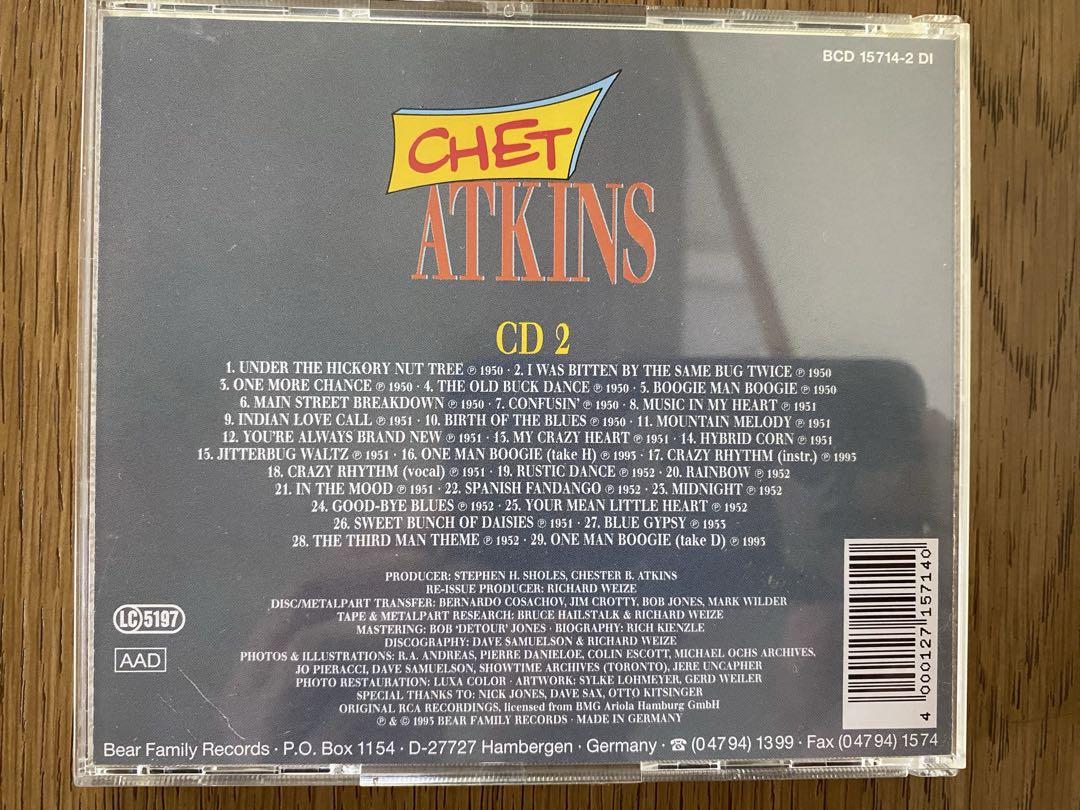 BCD 15714-2 DI
CHET
ATKINS
CD 2
1. UNDER THE HICKORY NUT TREE ℗ 1950 · 2. I WAS BITTEN BY THE SAME BUG TWICE ℗ 1950
3. ONE MORE CHANCE ℗ 1950 · 4. THE OLD BUCK DANCE ℗ 1950 · 5. BOOGIE MAN BOOGIE ℗ 1950
6. MAIN STREET BREAKDOWN ℗ 1950 · 7. CONFUSIN' ℗ 1950 · 8. MUSIC IN MY HEART ℗ 1951
9. INDIAN LOVE CALL ℗ 1951 · 10. BIRTH OF THE BLUES ℗ 1950 · 11. MOUNTAIN MELODY ℗ 1951
12. YOU'RE ALWAYS BRAND NEW ℗ 1951 · 13. MY CRAZY HEART ℗ 1951 · 14. HYBRID CORN ℗ 1951
15. JITTERBUG WALTZ ℗ 1951 · 16. ONE MAN BOOGIE (take H) ℗ 1993 · 17. CRAZY RHYTHM (instr.) ℗ 1993
18. CRAZY RHYTHM (vocal) ℗ 1951 · 19. RUSTIC DANCE ℗ 1952 · 20. RAINBOW ℗ 1952
21. IN THE MOOD ℗ 1951 · 22. SPANISH FANDANGO ℗ 1952 · 23. MIDNIGHT ℗ 1952
24. GOOD-BYE BLUES ℗ 1952 · 25. YOUR MEAN LITTLE HEART ℗ 1952
26. SWEET BUNCH OF DAISIES ℗ 1951 · 27. BLUE GYPSY ℗ 1953
28. THE THIRD MAN THEME ℗ 1952 · 29. ONE MAN BOOGIE (take D) ℗ 1993
PRODUCER: STEPHEN H. SHOLES, CHESTER B. ATKINS
RE-ISSUE PRODUCER: RICHARD WEIZE
DISC/METALPART TRANSFER: BERNARDO COSACHOV, JIM CROTTY, BOB JONES, MARK WILDER
TAPE & METALPART RESEARCH: BRUCE HAILSTALK & RICHARD WEIZE
MASTERING: BOB 'DETOUR' JONES · BIOGRAPHY: RICH KIENZLE
DISCOGRAPHY: DAVE SAMUELSON & RICHARD WEIZE
PHOTOS & ILLUSTRATIONS: R.A. ANDREAS, PIERRE DANIELOE, COLIN ESCOTT, MICHAEL OCHS ARCHIVES,
JO PIERACCI, DAVE SAMUELSON, SHOWTIME ARCHIVES (TORONTO), JERE UNCAPHER
PHOTO RESTAURATION: LUXA COLOR · ARTWORK: SYLKE LOHMEYER, GERD WEILER
SPECIAL THANKS TO: NICK JONES, DAVE SAX, OTTO KITSINGER
ORIGINAL RCA RECORDINGS, licensed from BMG Ariola Hamburg GmbH
℗ & © 1993 BEAR FAMILY RECORDS · MADE IN GERMANY
LC 5197
AAD
4 000127 157140
Bear Family Records · P.O. Box 1154 · D-27727 Hambergen · Germany · ☎ (04794) 1399 · Fax (04794) 1574